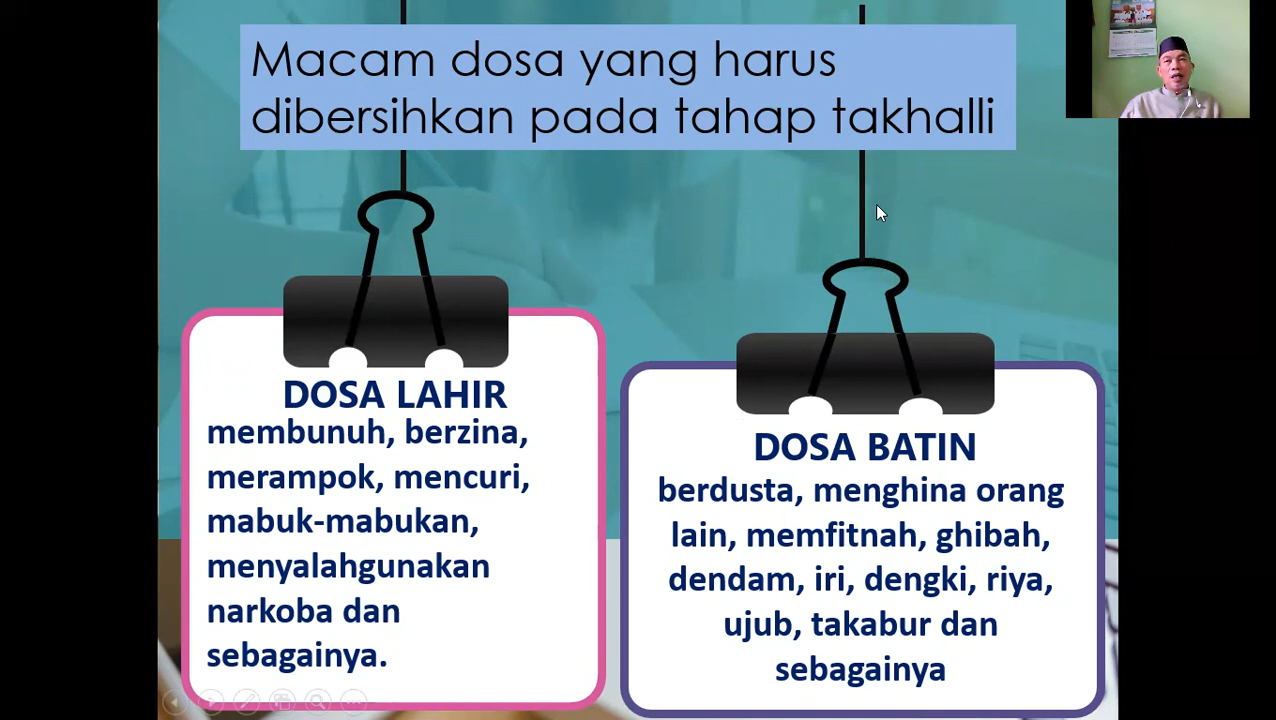 Macam dosa yang harus
dibersihkan pada tahap takhalli
DOSA LAHIR
membunuh, berzina,
merampok, mencuri,
mabuk-mabukan,
menyalahgunakan
narkoba dan
sebagainya.
DOSA BATIN
berdusta, menghina orang
lain, memfitnah, ghibah,
dendam, iri, dengki, riya,
ujub, takabur dan
sebagainya